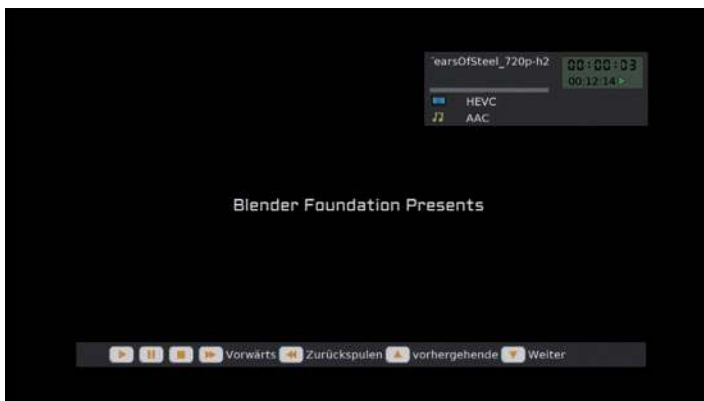 earsOfSteel_720p-h2
00:00:03
00:12:14
HEVC
AAC
Blender Foundation Presents
Vorwärts Zurückspulen vorhergehende Weiter